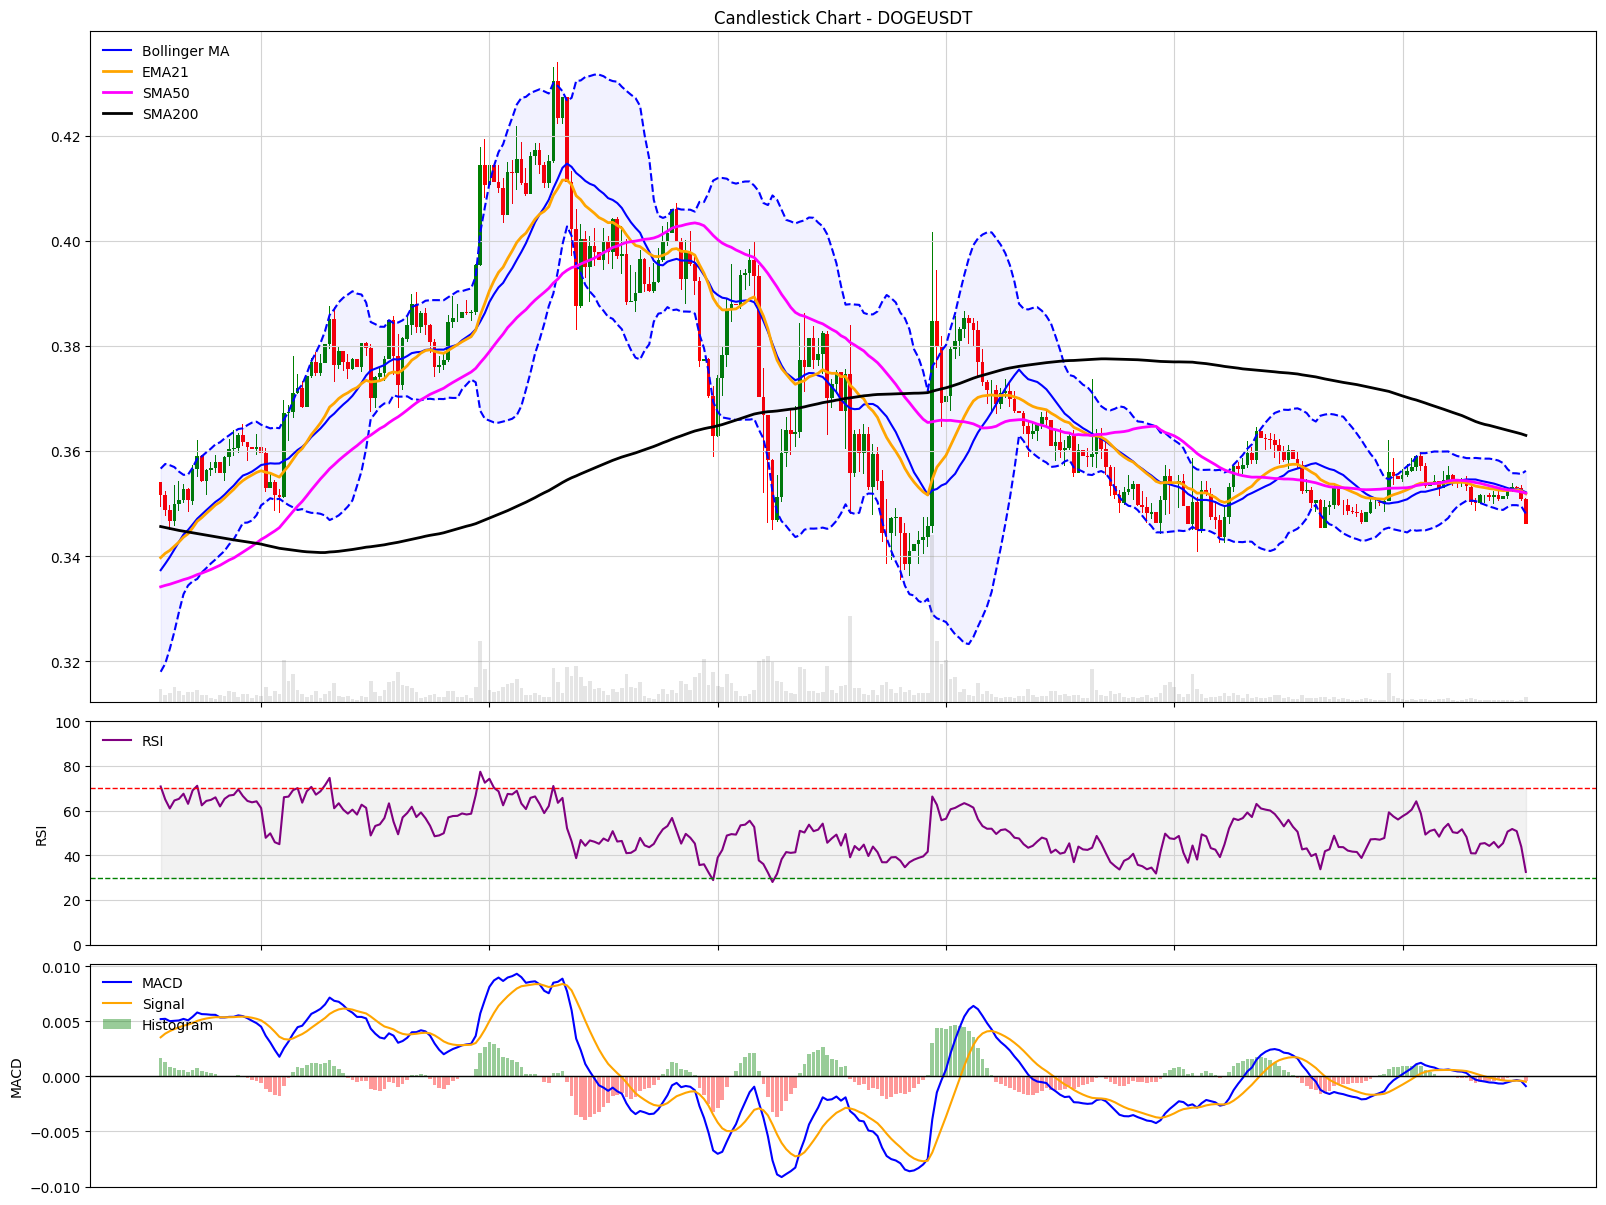 Candlestick Chart - DOGEUSDT
Bollinger MA
EMA21
SMA50
SMA200
0.42
0.40
0.38
0.36
0.34
0.32
100
80
60
40
20
0
RSI
RSI
0.010
0.005
0.000
−0.005
−0.010
MACD
MACD
Signal
Histogram